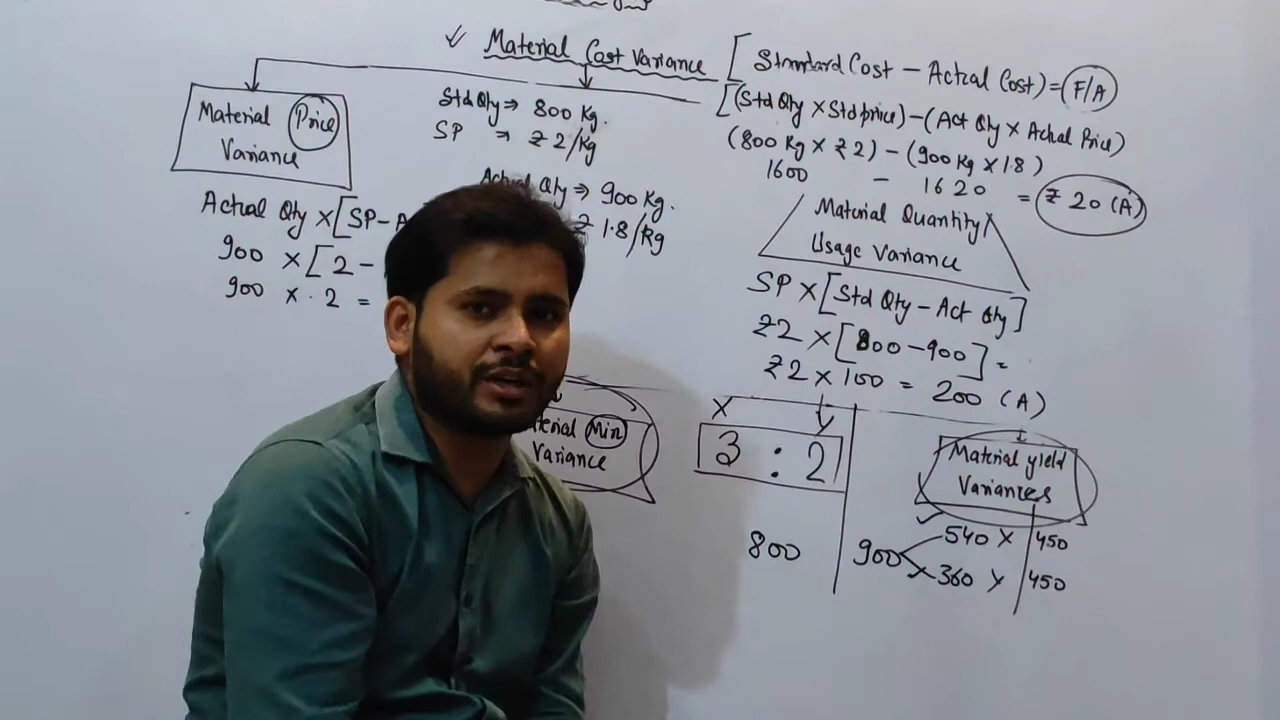 ✓ Material Cost Variance [Standard Cost - Actual Cost] = F/A
[(Std Qty × Std price) - (Act Qty × Actual Price)
(800 Kg × ₹2) - (900 Kg × 1.8)
1600 - 1620 = ₹20 (A)
Material Price
Variance
Actual Qty × [SP-A
900 × [2 -
900 × .2 =
Std Qty ⇒ 800 Kg.
SP ⇒ ₹2/Kg
Actual Qty ⇒ 900 Kg.
₹ 1.8/Kg
Material Quantity/
Usage Variance
SP × [Std Qty - Act Qty]
₹2 × [800-900] =
₹2 × 100 = 200 (A)
terial Mix
Variance
×
3 : 2
800
Material yield
Variances
900
540 × 450
360 × 450